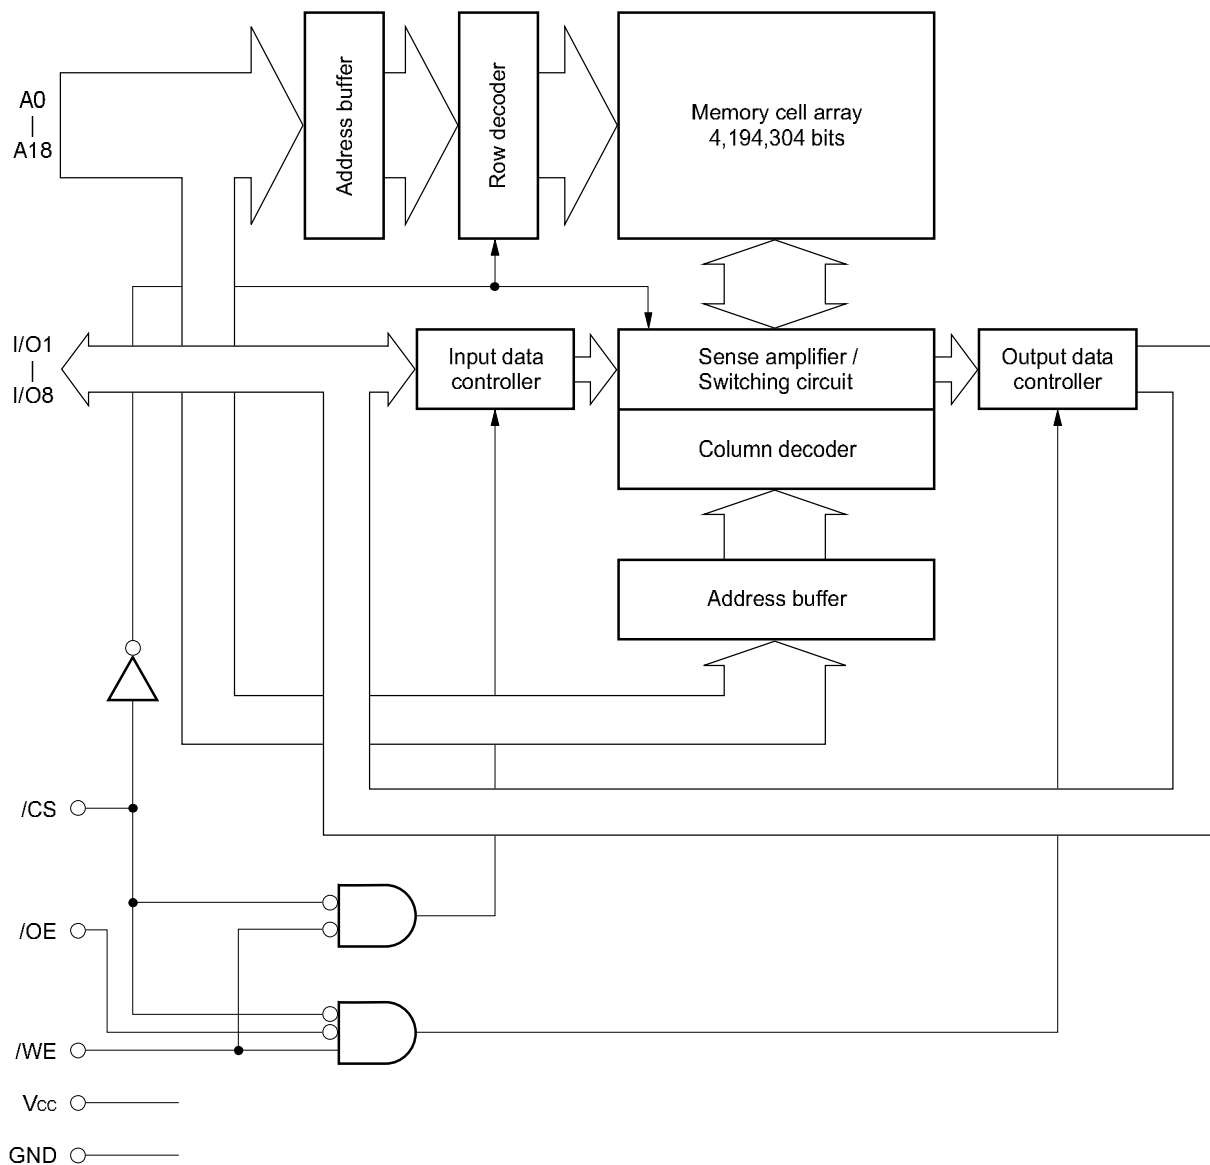 A0
|
A18
Address buffer
Row decoder
Memory cell array
4,194,304 bits
I/O1
|
I/O8
Input data
controller
Sense amplifier /
Switching circuit
Output data
controller
Column decoder
Address buffer
/CS
/OE
/WE
Vcc
GND